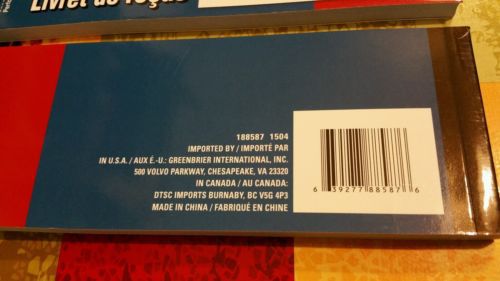 Livret de reçus
188587 1504
IMPORTED BY / IMPORTÉ PAR
IN U.S.A. / AUX É.-U.: GREENBRIER INTERNATIONAL, INC.
500 VOLVO PARKWAY, CHESAPEAKE, VA 23320
IN CANADA / AU CANADA:
DTSC IMPORTS BURNABY, BC V5G 4P3
MADE IN CHINA / FABRIQUÉ EN CHINE
6 39277 88587 6